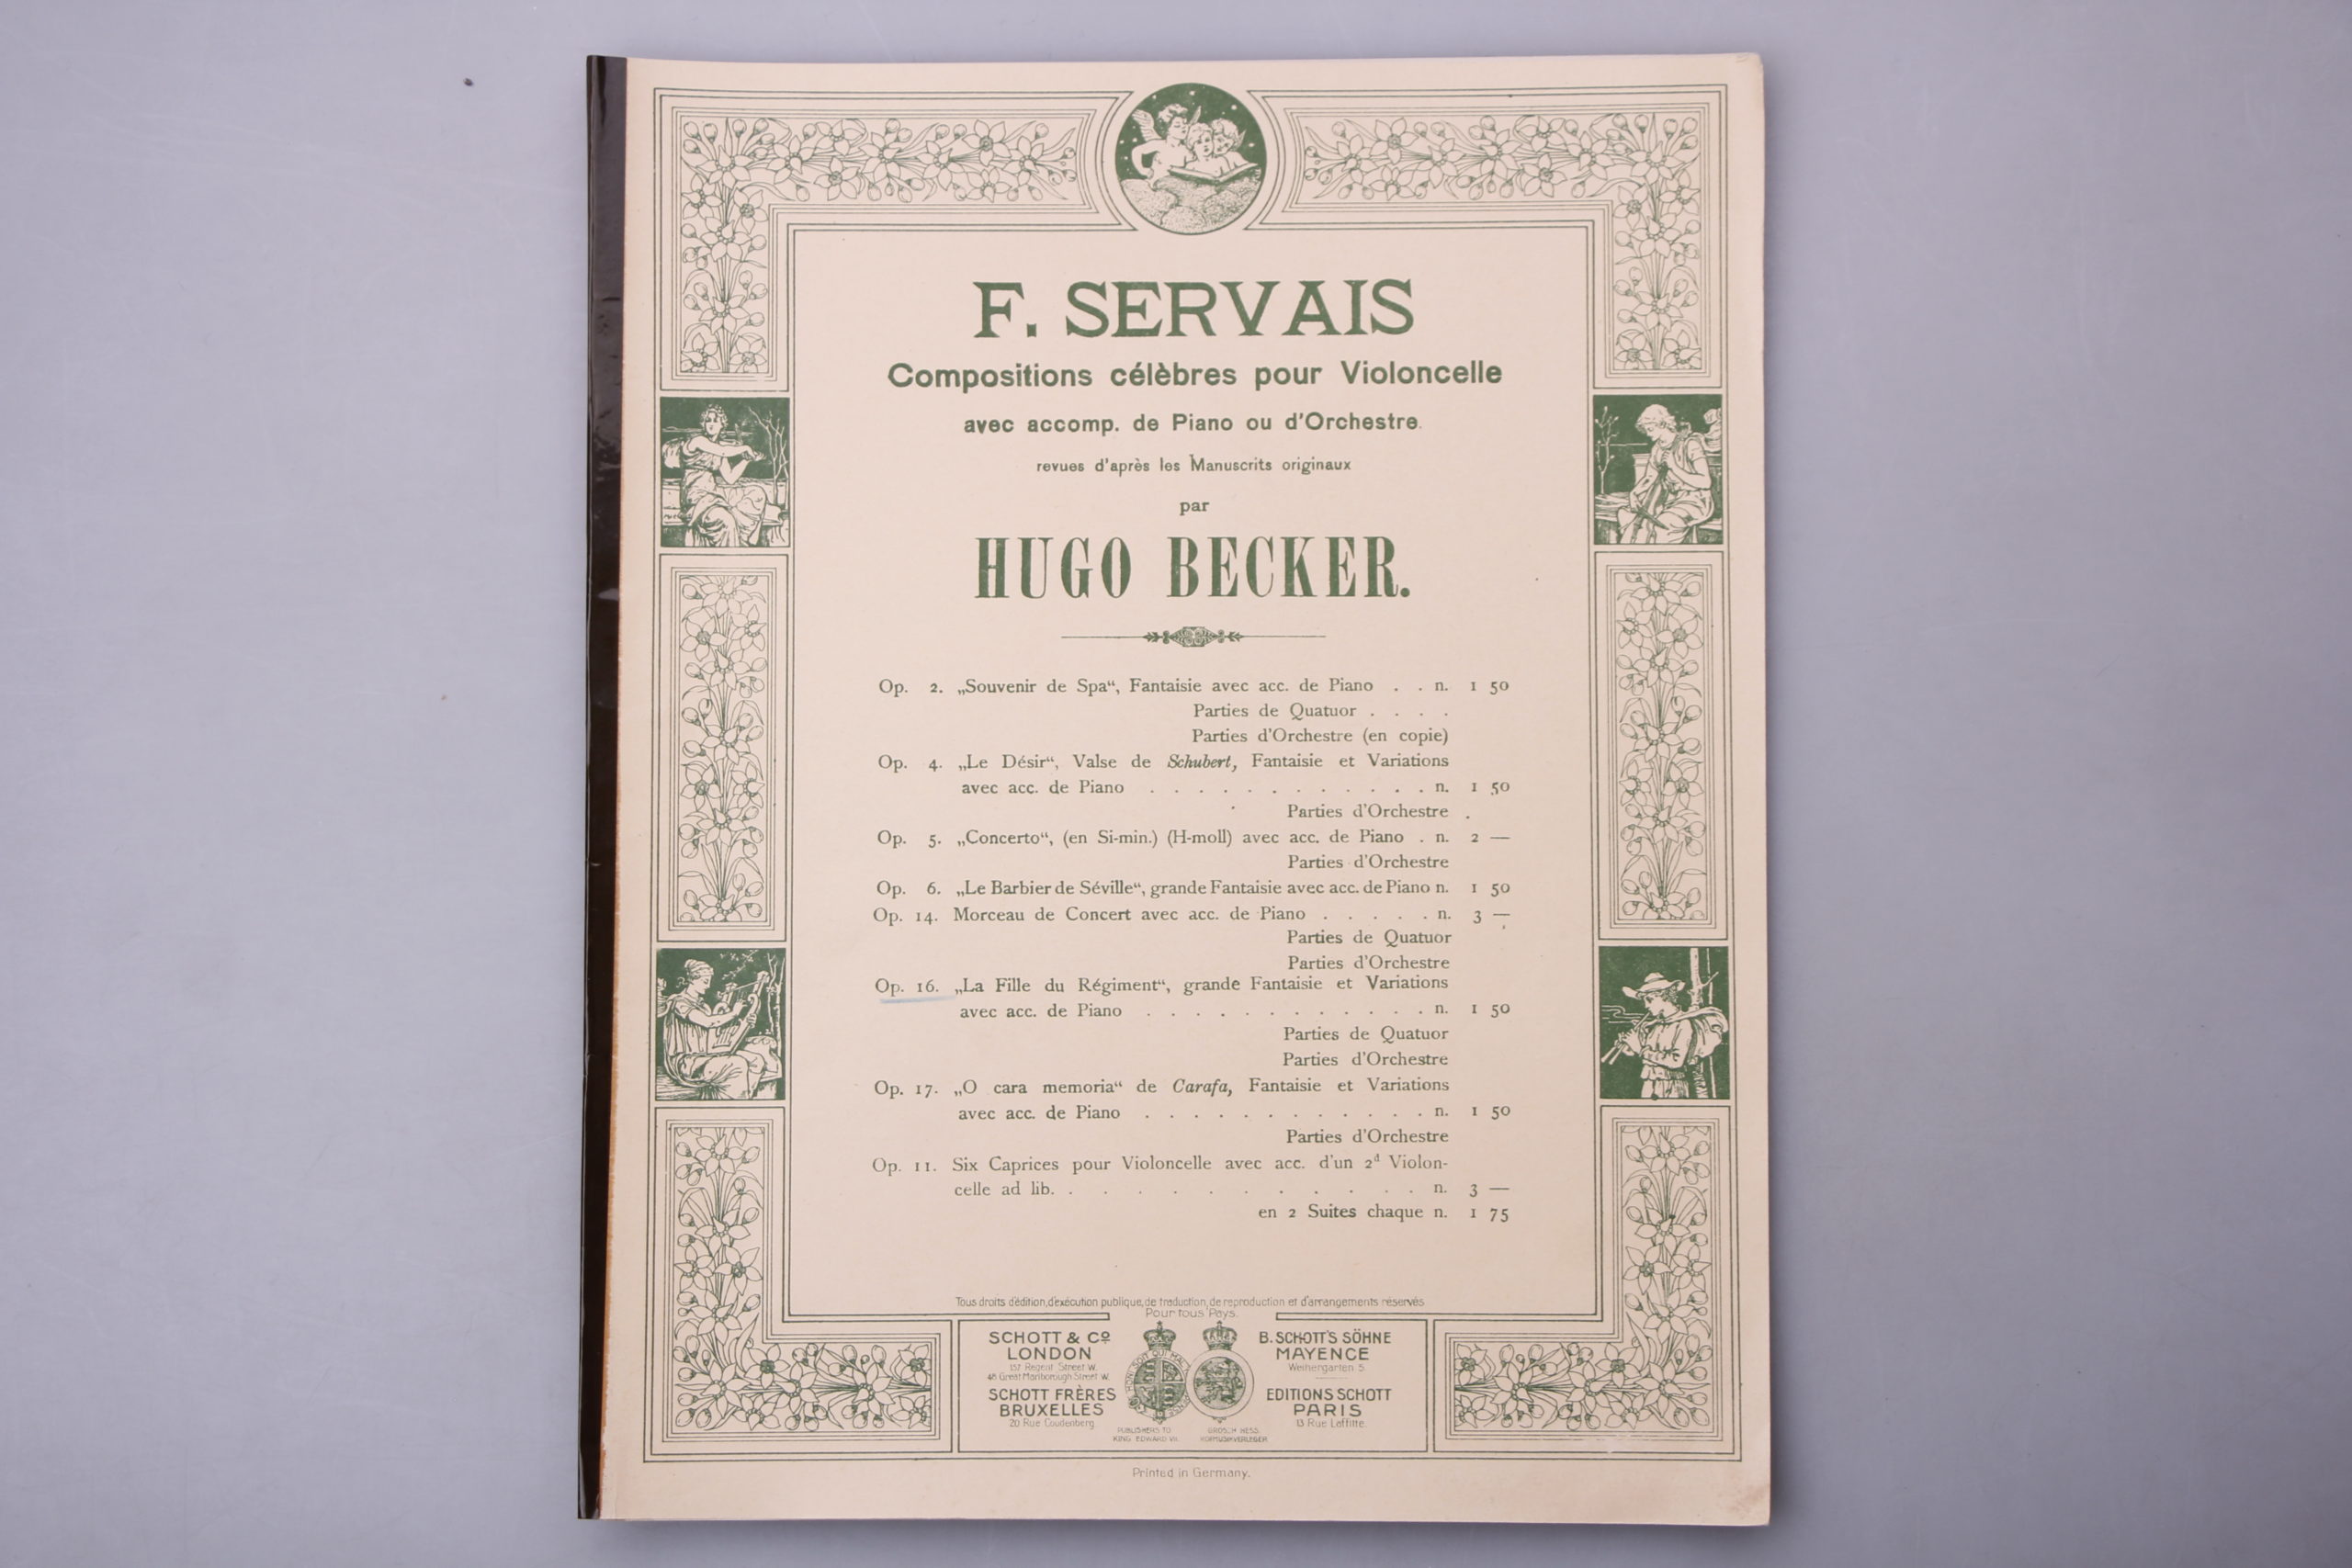 F. SERVAIS
Compositions célèbres pour Violoncelle
avec accomp. de Piano ou d'Orchestre.
revues d'après les Manuscrits originaux
par
HUGO BECKER.
Op. 2. „Souvenir de Spa“, Fantaisie avec acc. de Piano . . n. 1 50
Parties de Quatuor . . . .
Parties d'Orchestre (en copie)
Op. 4. „Le Désir“, Valse de Schubert, Fantaisie et Variations
avec acc. de Piano . . . . . . . . . . . . n. 1 50
Parties d'Orchestre .
Op. 5. „Concerto“, (en Si-min.) (H-moll) avec acc. de Piano . n. 2 —
Parties d'Orchestre
Op. 6. „Le Barbier de Séville“, grande Fantaisie avec acc. de Piano n. 1 50
Op. 14. Morceau de Concert avec acc. de Piano . . . . . n. 3 —
Parties de Quatuor
Parties d'Orchestre
Op. 16. „La Fille du Régiment“, grande Fantaisie et Variations
avec acc. de Piano . . . . . . . . . . . . n. 1 50
Parties de Quatuor
Parties d'Orchestre
Op. 17. „O cara memoria“ de Carafa, Fantaisie et Variations
avec acc. de Piano . . . . . . . . . . . . n. 1 50
Parties d'Orchestre
Op. 11. Six Caprices pour Violoncelle avec acc. d'un 2d Violon-
celle ad lib. . . . . . . . . . . . n. 3 —
en 2 Suites chaque n. 1 75
Tous droits d'édition, d'exécution publique, de traduction, de reproduction et d'arrangements réservés
Pour tous Pays.
SCHOTT & Co
LONDON
157 Regent Street W.
48 Great Marlborough Street W.
SCHOTT FRÈRES
BRUXELLES
20 Rue Coudenberg
HONI SOIT QUI MAL
PUBLISHERS TO
KING EDWARD VII.
GROSSH HESS.
HOFMUSIKVERLEGER
B. SCHOTT'S SÖHNE
MAYENCE
Weihergarten 5.
EDITIONS SCHOTT
PARIS
13 Rue Laffitte.
Printed in Germany.